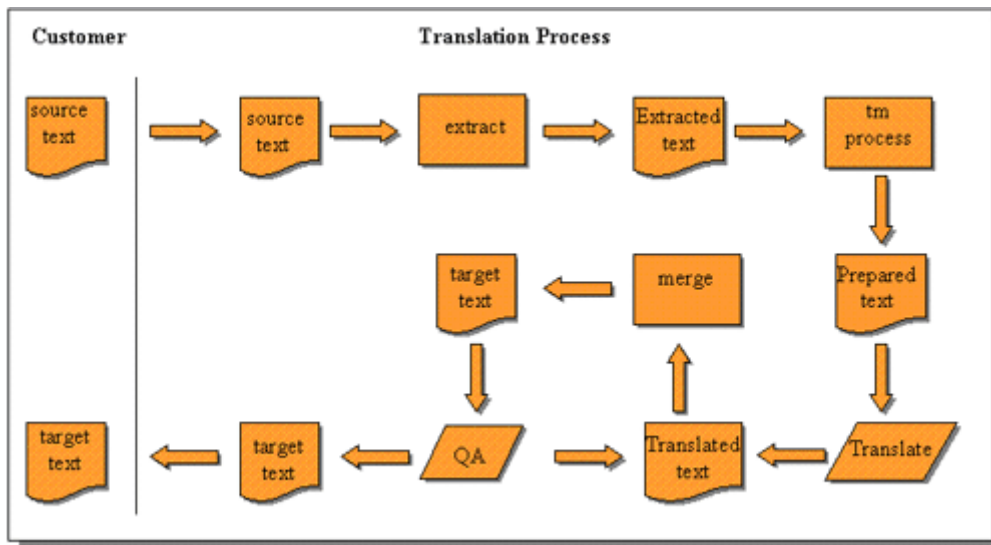 Customer
Translation Process
source
text
source
text
extract
Extracted
text
tm
process
target
text
merge
Prepared
text
target
text
target
text
QA
Translated
text
Translate